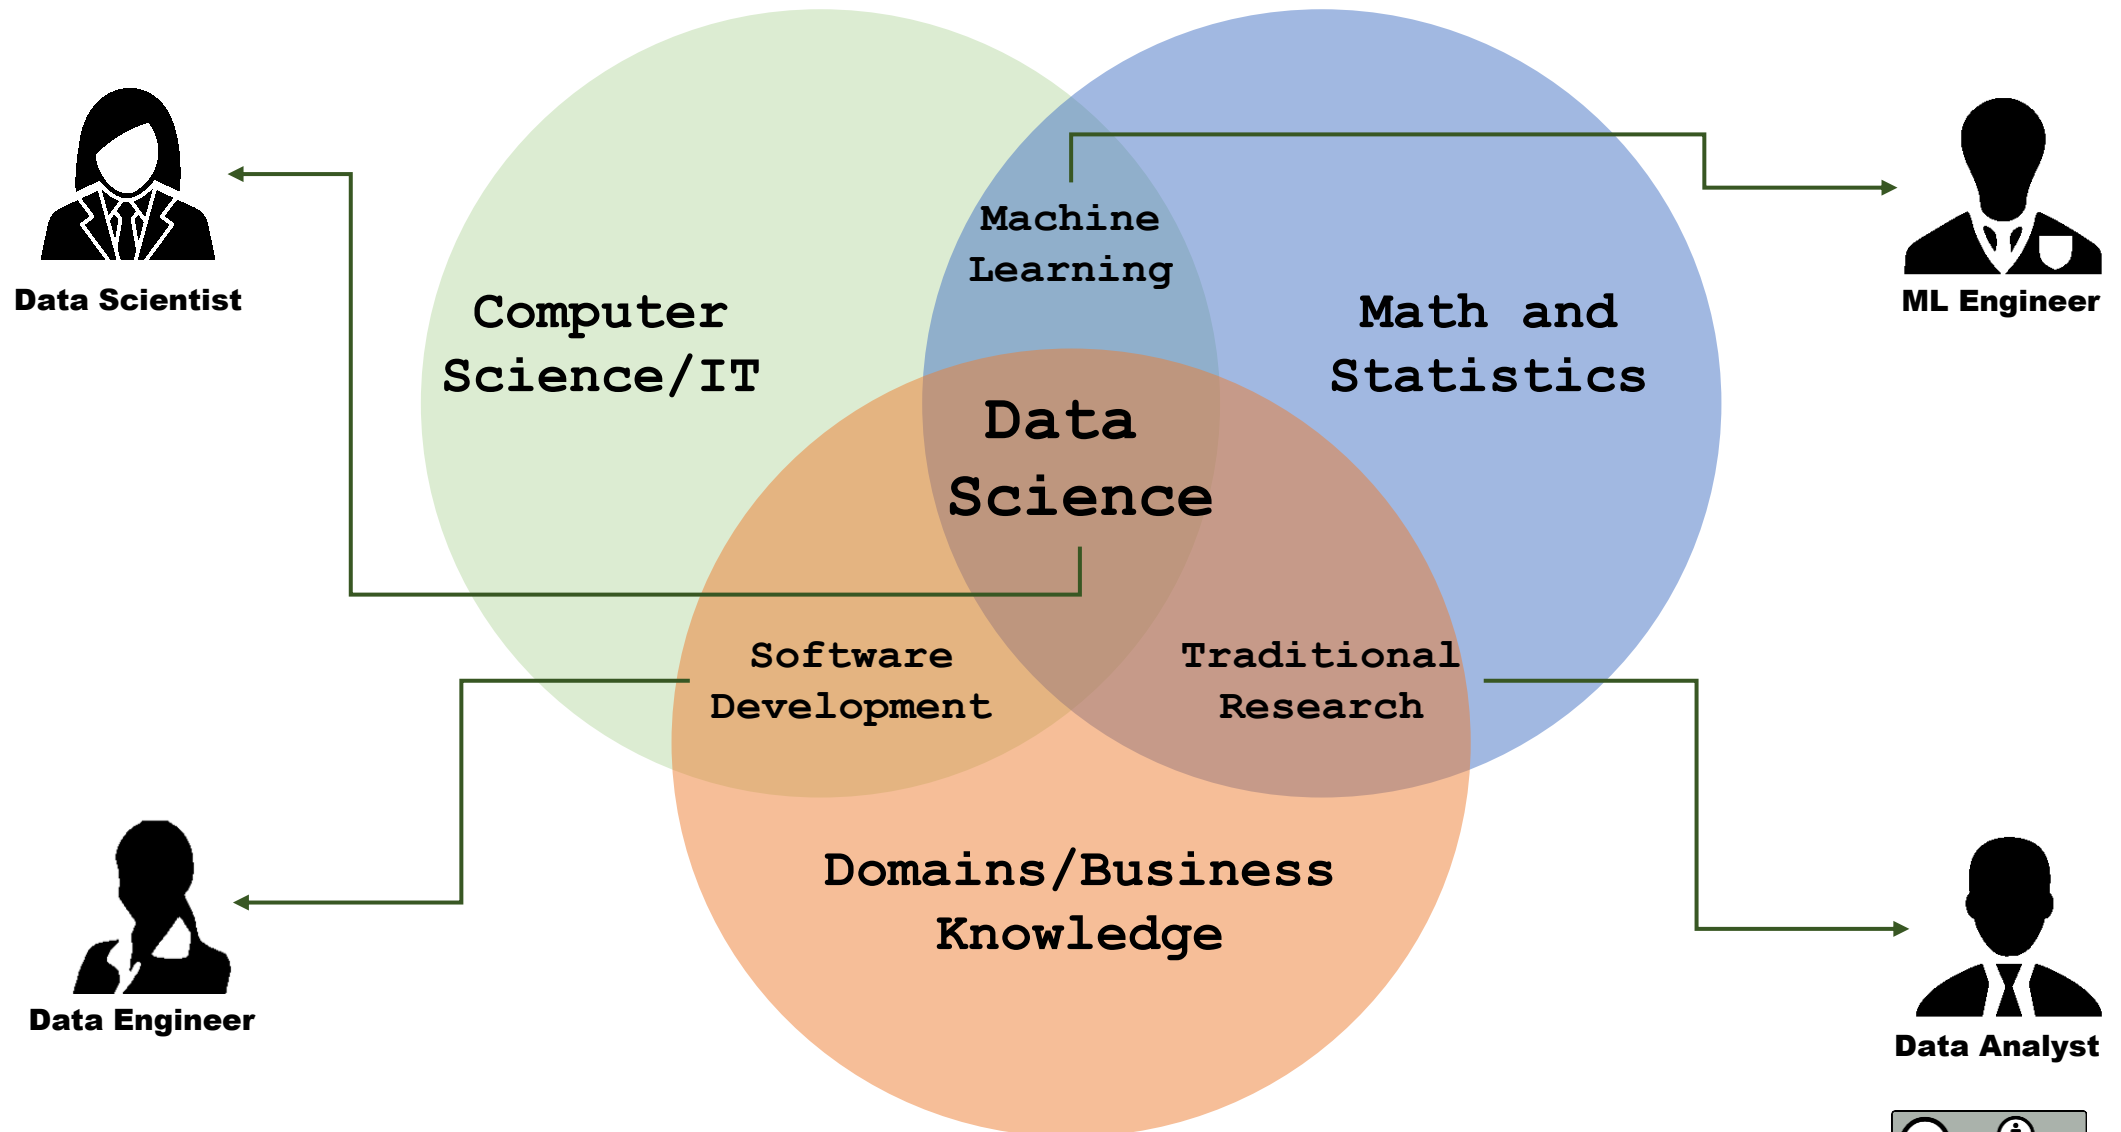 Machine
Learning
Data Scientist
ML Engineer
Computer
Science/IT
Math and
Statistics
Data
Science
Software
Development
Traditional
Research
Domains/Business
Knowledge
Data Engineer
Data Analyst